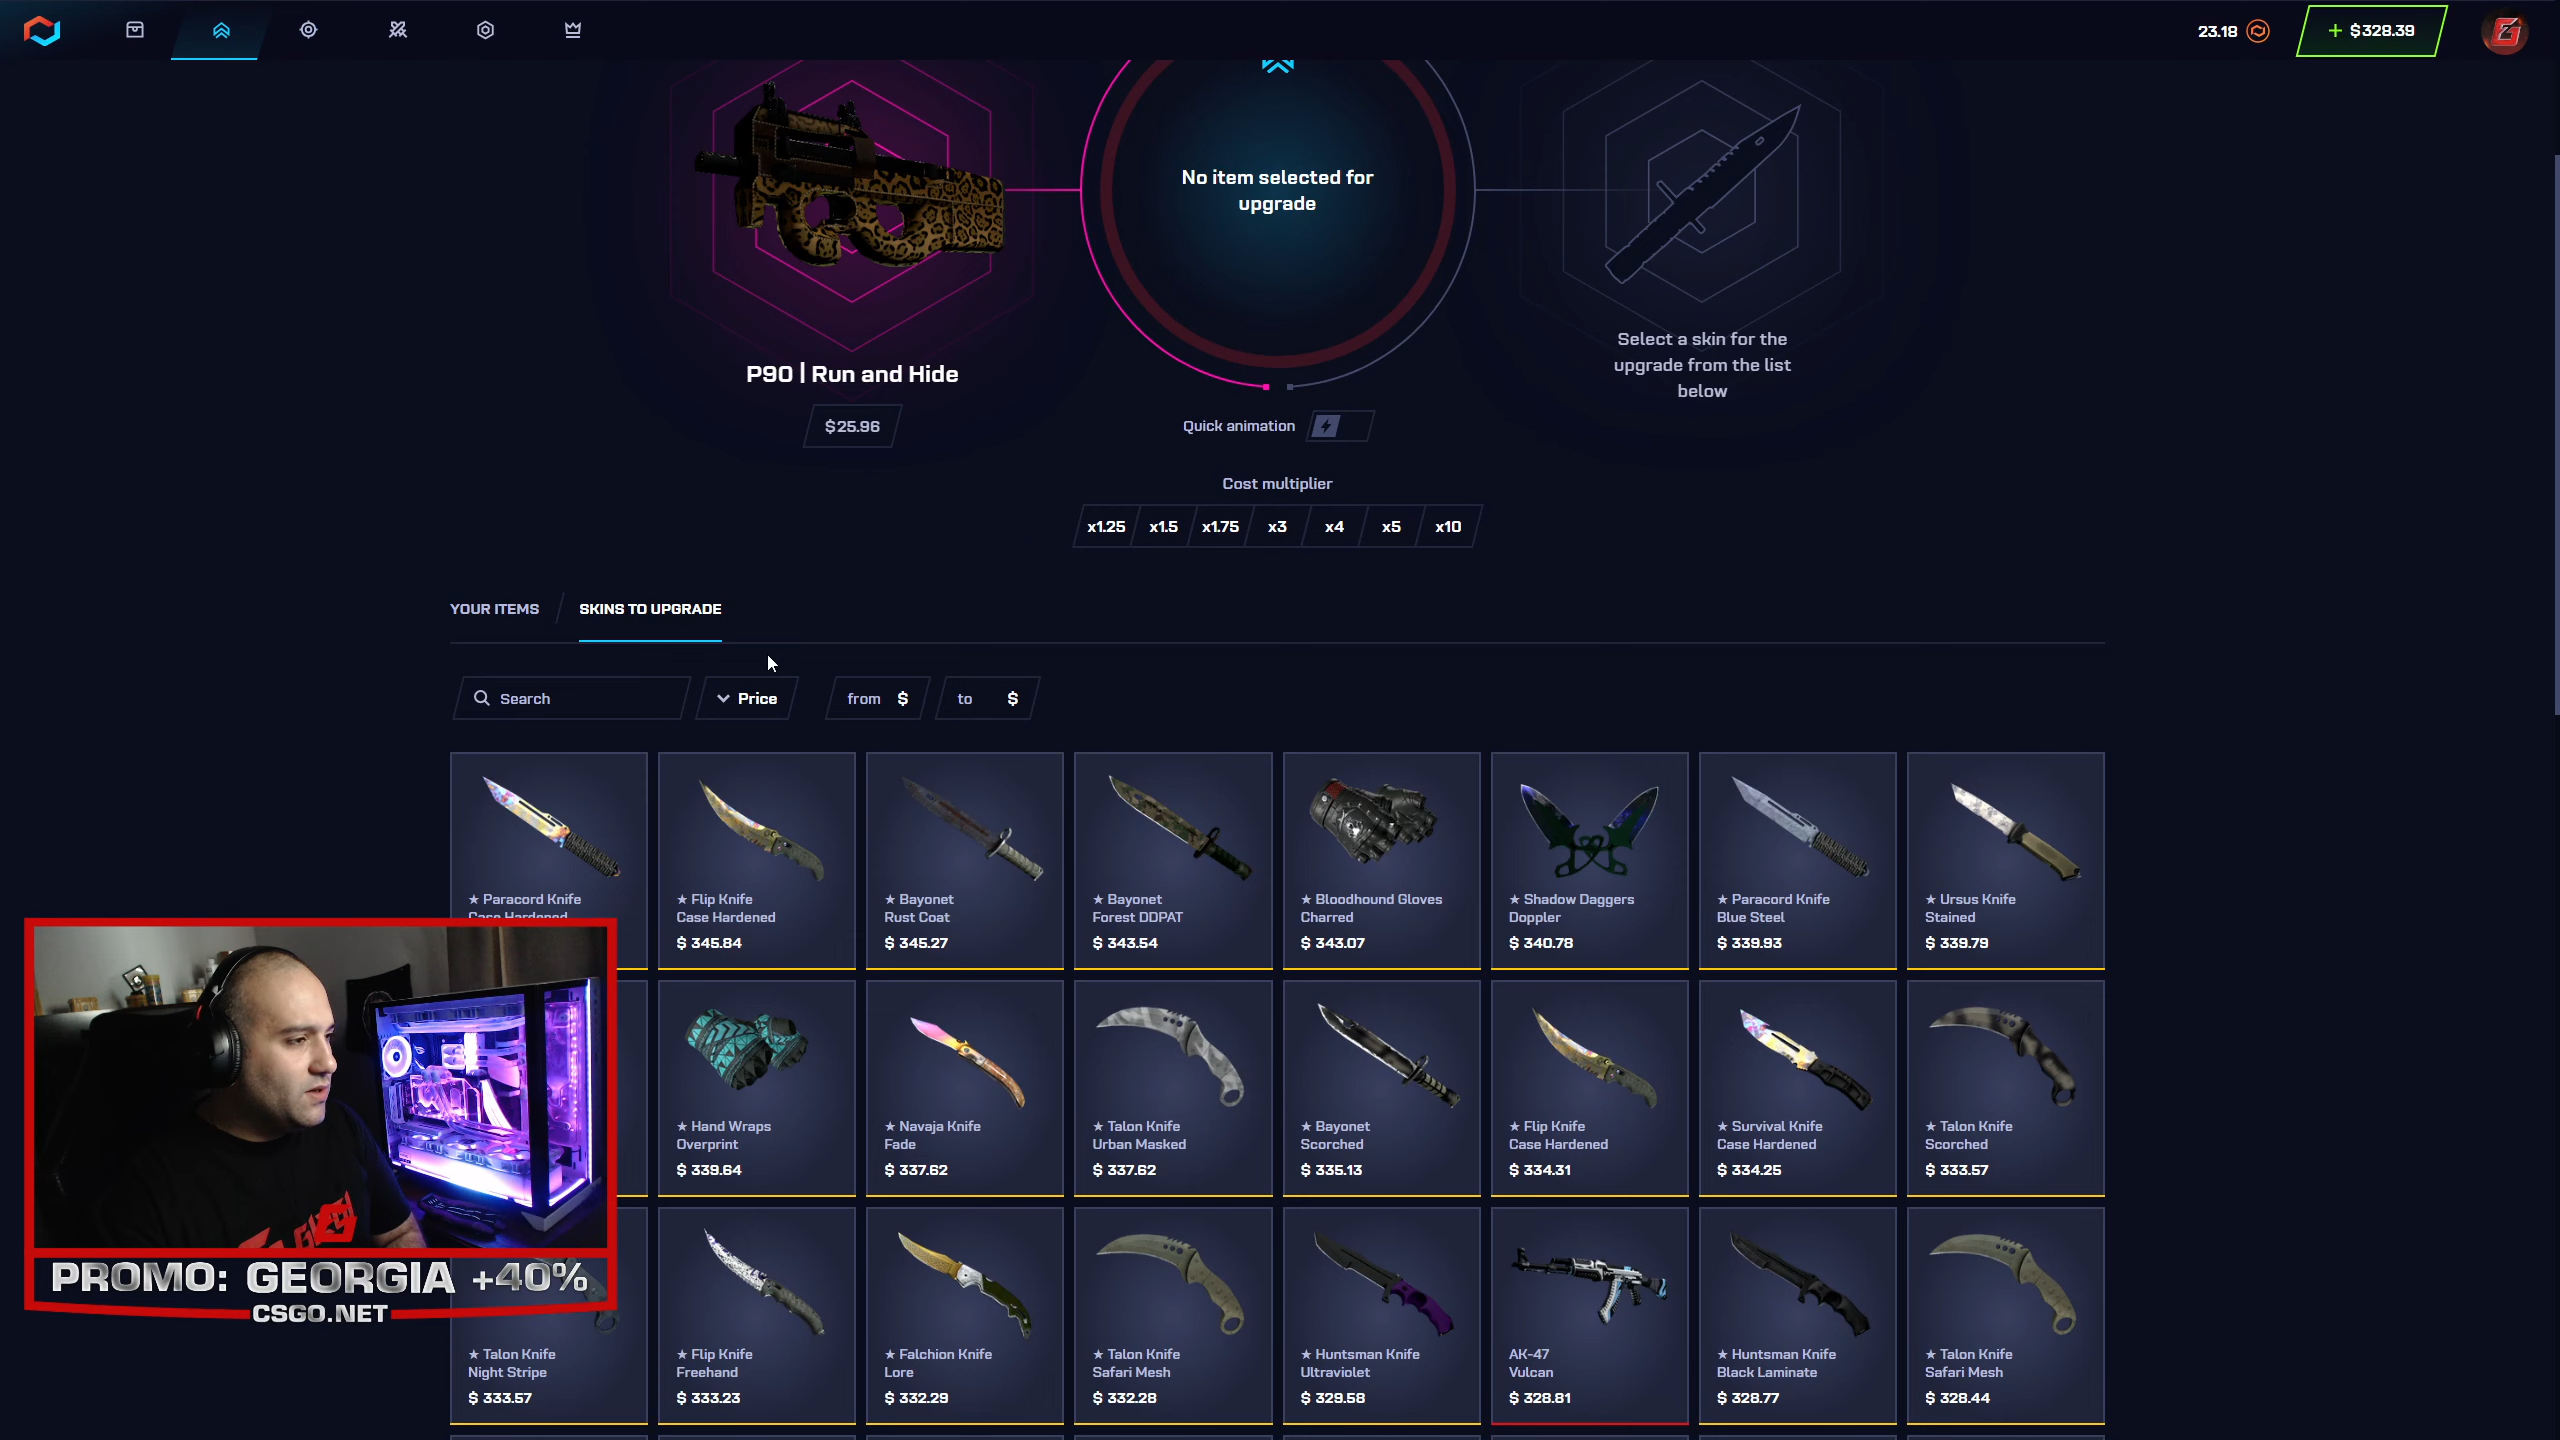 23.18
+ $328.39
No item selected for
upgrade
P90 | Run and Hide
$25.96
Select a skin for the
upgrade from the list
below
Quick animation
Cost multiplier
x1.25 x1.5 x1.75 x3 x4 x5 x10
YOUR ITEMS
SKINS TO UPGRADE
Search
Price
from $
to $
★ Paracord Knife
Case Hardened
★ Flip Knife
Case Hardened
$ 345.84
★ Bayonet
Rust Coat
$ 345.27
★ Bayonet
Forest DDPAT
$ 343.54
★ Bloodhound Gloves
Charred
$ 343.07
★ Shadow Daggers
Doppler
$ 340.78
★ Paracord Knife
Blue Steel
$ 339.93
★ Ursus Knife
Stained
$ 339.79
★ Hand Wraps
Overprint
$ 339.64
★ Navaja Knife
Fade
$ 337.62
★ Talon Knife
Urban Masked
$ 337.62
★ Bayonet
Scorched
$ 335.13
★ Flip Knife
Case Hardened
$ 334.31
★ Survival Knife
Case Hardened
$ 334.25
★ Talon Knife
Scorched
$ 333.57
★ Talon Knife
Night Stripe
$ 333.57
★ Flip Knife
Freehand
$ 333.23
★ Falchion Knife
Lore
$ 332.29
★ Talon Knife
Safari Mesh
$ 332.28
★ Huntsman Knife
Ultraviolet
$ 329.58
AK-47
Vulcan
$ 328.81
★ Huntsman Knife
Black Laminate
$ 328.77
★ Talon Knife
Safari Mesh
$ 328.44
PROMO: GEORGIA +40%
CSGO.NET